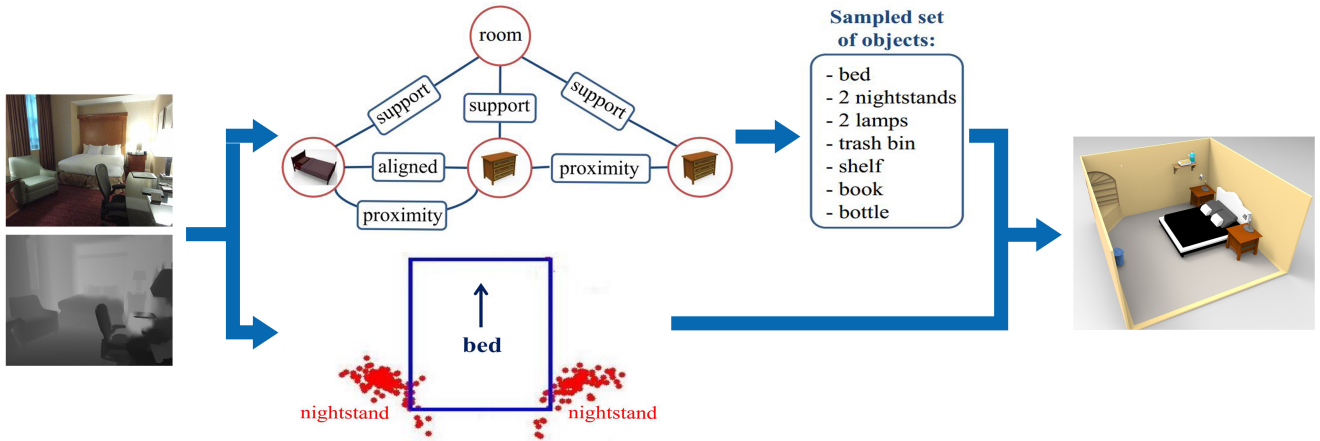 room
support
support
support
aligned
proximity
proximity
Sampled set
of objects:
- bed
- 2 nightstands
- 2 lamps
- trash bin
- shelf
- book
- bottle
bed
nightstand
nightstand